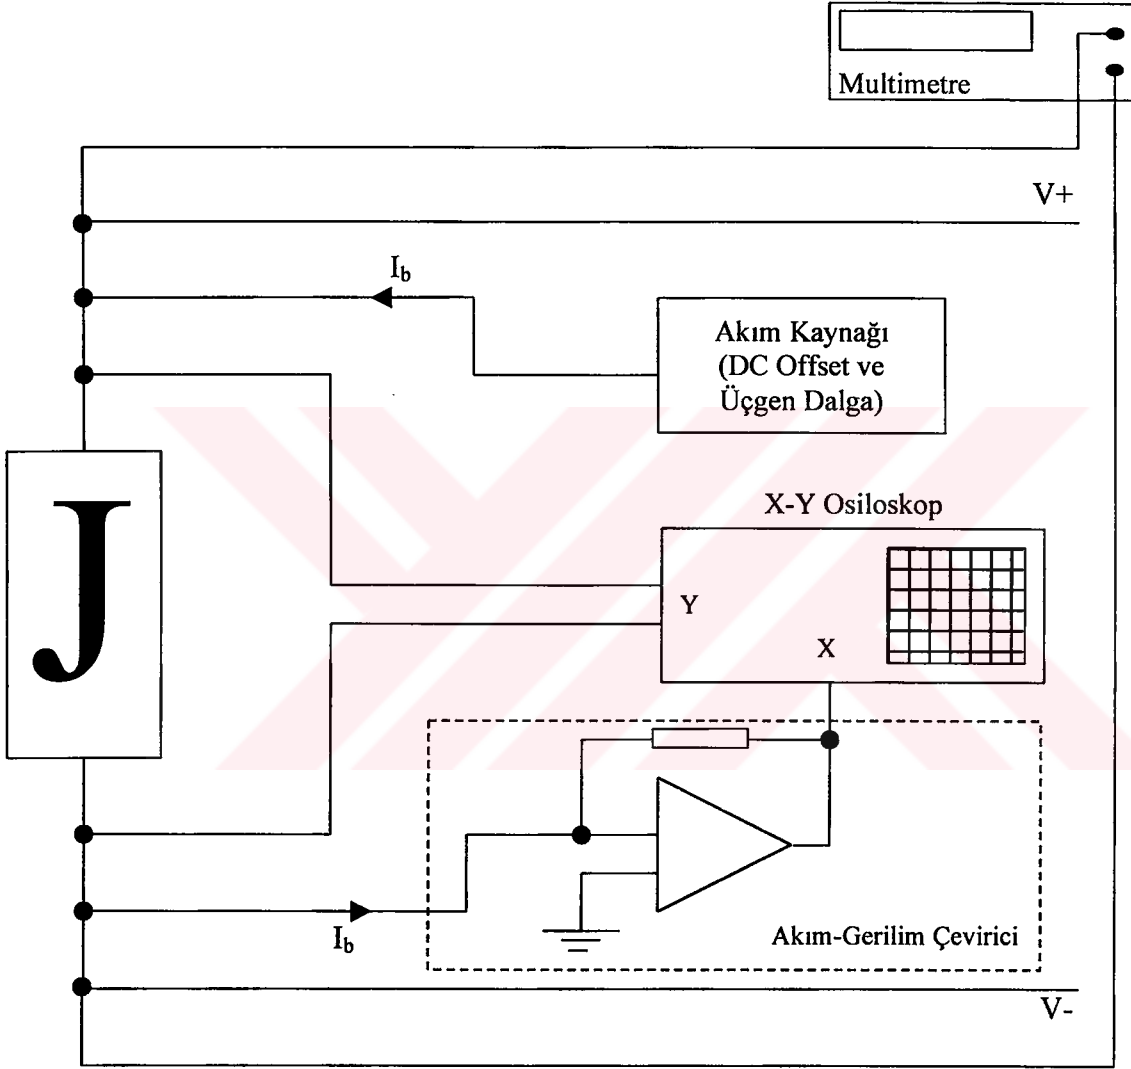 Multimetre
V+
I_b
Akım Kaynağı
(DC Offset ve
Üçgen Dalga)
X-Y Osiloskop
J
Y
X
I_b
Akım-Gerilim Çevirici
V-